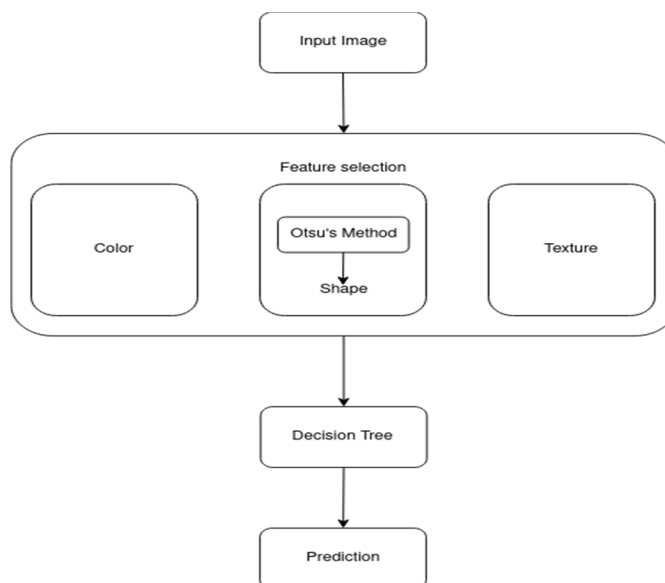 Input Image
Feature selection
Color
Otsu's Method
Shape
Texture
Decision Tree
Prediction